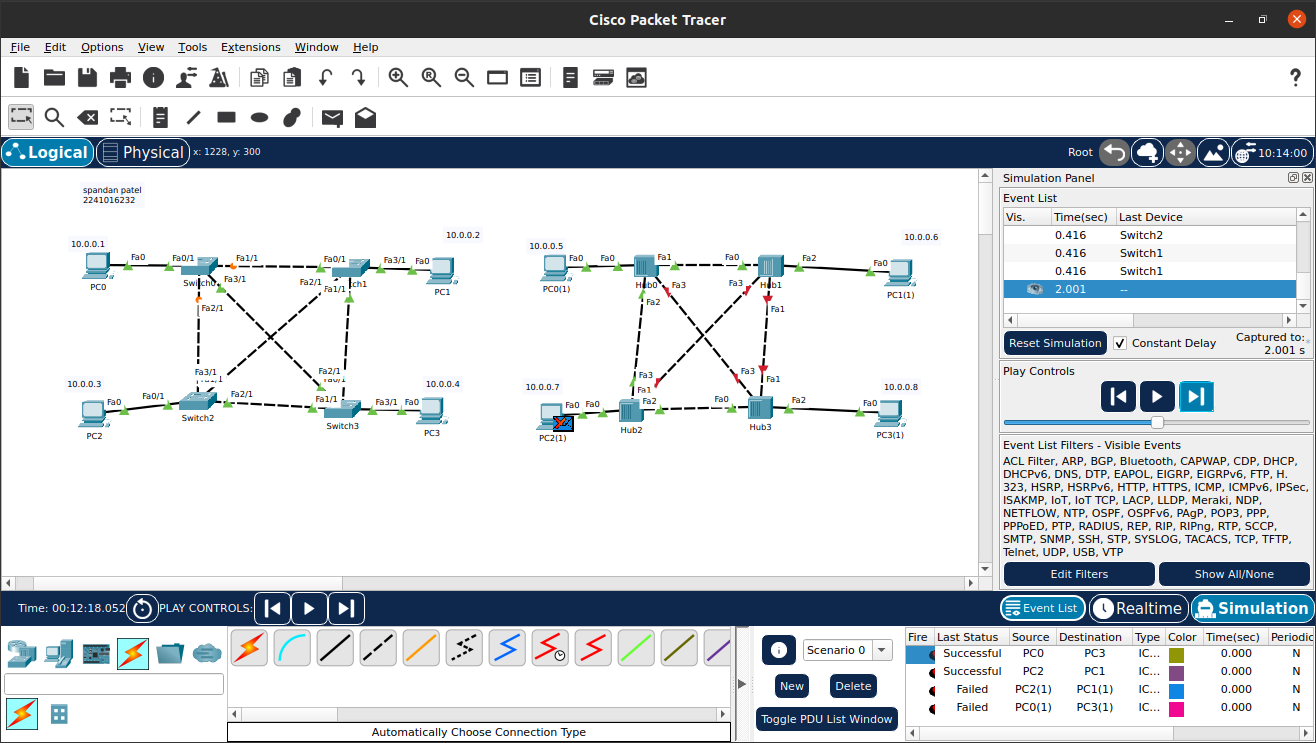 Cisco Packet Tracer
File Edit Options View Tools Extensions Window Help
Logical Physical x: 1228, y: 300 Root 10:14:00
spandan patel
2241016232
10.0.0.1
Fa0 Fa0/1 Fa1/1
PC0 Switch0 Fa3/1
Fa2/1
10.0.0.2
Fa0/1 Fa3/1 Fa0
Fa2/1 Fa1/1
PC1
10.0.0.3
Fa3/1
Fa0 Fa0/1 Fa2/1
PC2 Switch2
10.0.0.4
Fa2/1
Fa1/1 Fa3/1 Fa0
Switch3 PC3
10.0.0.5
Fa0 Fa0 Fa1
PC0(1) Hub0 Fa3
Fa2
10.0.0.6
Fa0 Fa2 Fa0
Fa3 Hub1
Fa1
PC1(1)
10.0.0.7
Fa3
Fa1
Fa0 Fa0 Fa2
PC2(1) Hub2
10.0.0.8
Fa3 Fa1
Fa0 Fa2 Fa0
Hub3 PC3(1)
Simulation Panel
Event List
Vis. Time(sec) Last Device
0.416 Switch2
0.416 Switch1
0.416 Switch1
2.001 --
Reset Simulation Constant Delay Captured to:
2.001 s
Play Controls
Event List Filters - Visible Events
ACL Filter, ARP, BGP, Bluetooth, CAPWAP, CDP, DHCP,
DHCPv6, DNS, DTP, EAPOL, EIGRP, EIGRPv6, FTP, H.
323, HSRP, HSRPv6, HTTP, HTTPS, ICMP, ICMPv6, IPSec,
ISAKMP, IoT, IoT TCP, LACP, LLDP, Meraki, NDP,
NETFLOW, NTP, OSPF, OSPFv6, PAgP, POP3, PPP,
PPPoED, PTP, RADIUS, REP, RIP, RIPng, RTP, SCCP,
SMTP, SNMP, SSH, STP, SYSLOG, TACACS, TCP, TFTP,
Telnet, UDP, USB, VTP
Edit Filters Show All/None
Time: 00:12:18.052 PLAY CONTROLS: Event List Realtime Simulation
Scenario 0
New Delete
Toggle PDU List Window
Automatically Choose Connection Type
Fire Last Status Source Destination Type Color Time(sec) Periodic
Successful PC0 PC3 IC... 0.000 N
Successful PC2 PC1 IC... 0.000 N
Failed PC2(1) PC1(1) IC... 0.000 N
Failed PC0(1) PC3(1) IC... 0.000 N